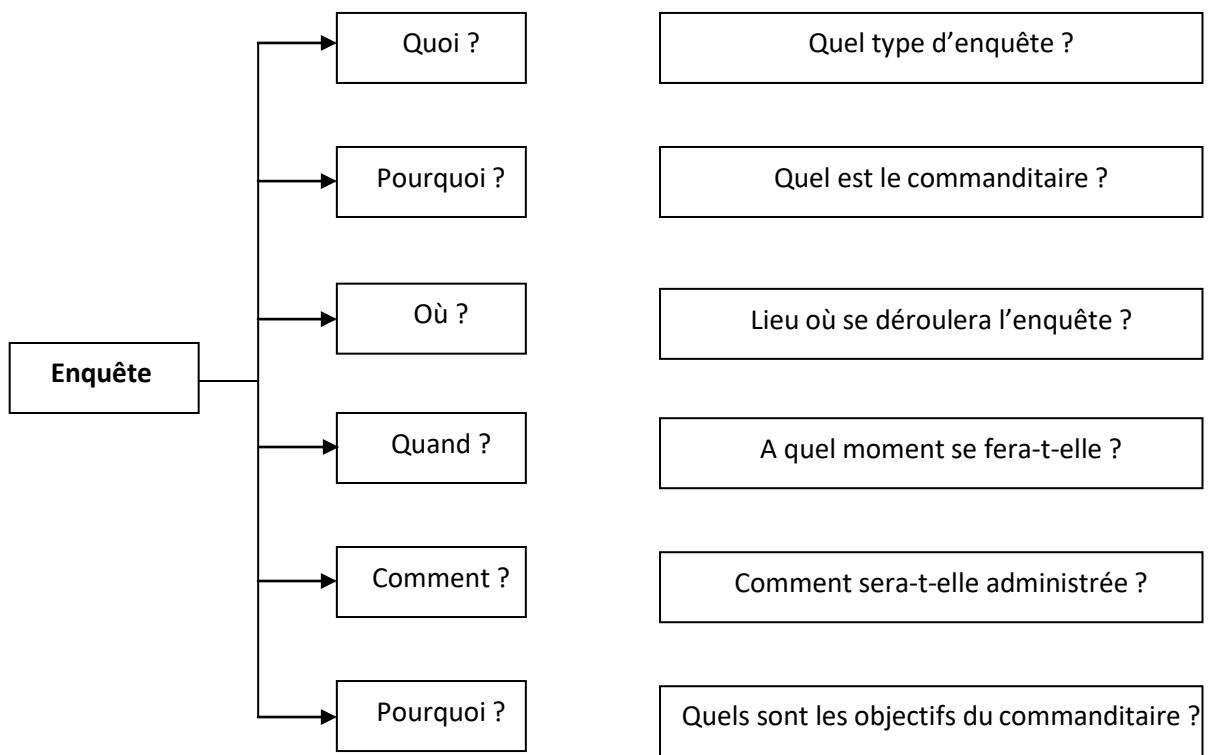 Quoi ?
Quel type d’enquête ?
Pourquoi ?
Quel est le commanditaire ?
Où ?
Lieu où se déroulera l’enquête ?
Enquête
Quand ?
A quel moment se fera-t-elle ?
Comment ?
Comment sera-t-elle administrée ?
Pourquoi ?
Quels sont les objectifs du commanditaire ?